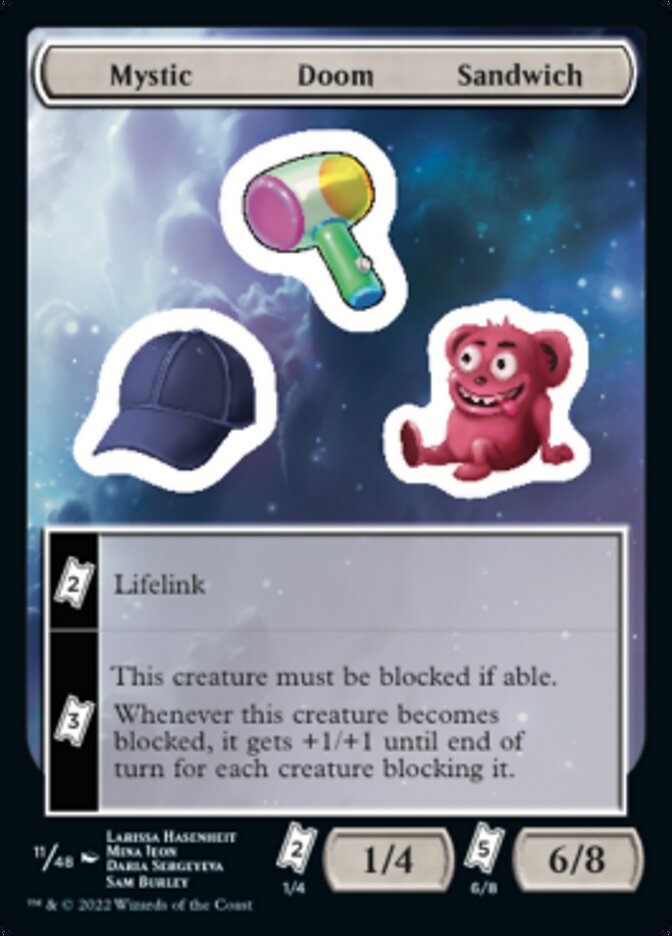 Mystic Doom Sandwich
2 Lifelink
This creature must be blocked if able.
3 Whenever this creature becomes
blocked, it gets +1/+1 until end of
turn for each creature blocking it.
11/48
Larissa Hasenheit
Mina Jeon
Daria Sergeyeva
Sam Burley
2 1/4 1/4
5 6/8 6/8
™ & © 2022 Wizards of the Coast